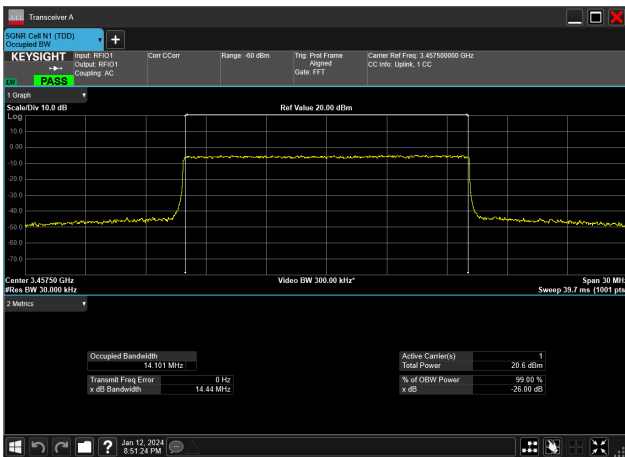 Transceiver A
5GNR Cell N1 (TDD)
Occupied BW
KEYSIGHT
PASS
Input: RFIO1
Output: RFIO1
Coupling: AC
Corr CCorr
Range: -60 dBm
Trig: Prot Frame
Aligned
Gate: FFT
Carrier Ref Freq: 3.457500000 GHz
CC Info: Uplink, 1 CC
1 Graph
Scale/Div 10.0 dB
Ref Value 20.00 dBm
Log
10.0
0.00
-10.0
-20.0
-30.0
-40.0
-50.0
-60.0
-70.0
Center 3.45750 GHz
Video BW 300.00 kHz*
Span 30 MHz
#Res BW 30.000 kHz
Sweep 39.7 ms (1001 pts
2 Metrics
Occupied Bandwidth
14.101 MHz
Transmit Freq Error 0 Hz
x dB Bandwidth 14.44 MHz
Active Carrier(s) 1
Total Power 20.6 dBm
% of OBW Power 99.00 %
x dB -26.00 dB
?
Jan 12, 2024
8:51:24 PM